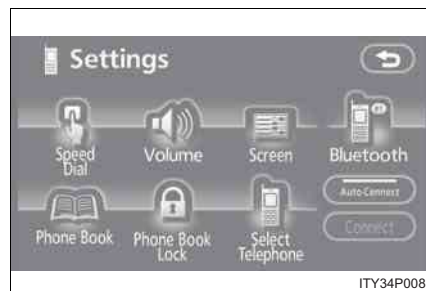 Settings
Speed
Dial
Volume
Screen
Bluetooth
Auto Connect
Phone Book
Phone Book
Lock
Select
Telephone
Connect
ITY34P008